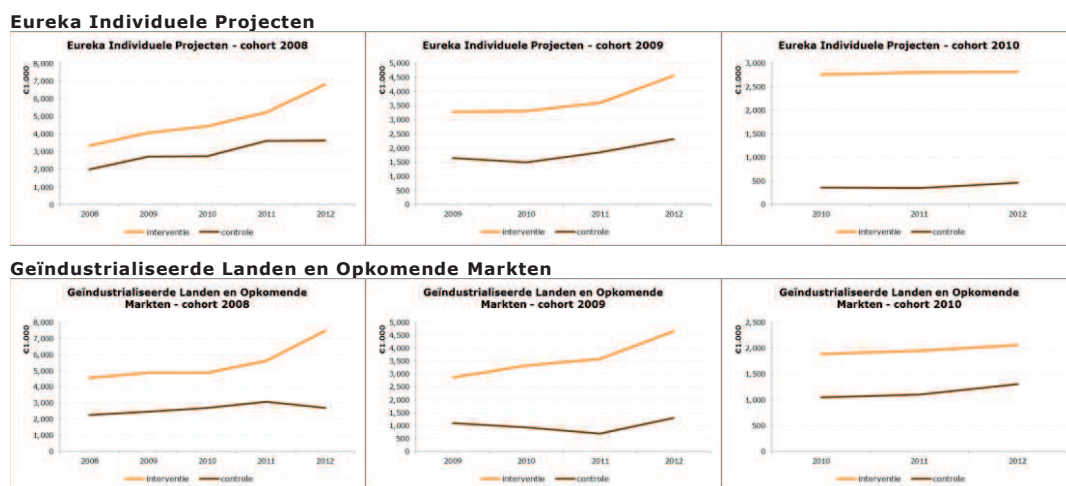 Eureka Individuele Projecten
Eureka Individuele Projecten - cohort 2008
€1.000
8,000
7,000
6,000
5,000
4,000
3,000
2,000
1,000
0
2008 2009 2010 2011 2012
interventie controle
Eureka Individuele Projecten - cohort 2009
€1.000
5,000
4,500
4,000
3,500
3,000
2,500
2,000
1,500
1,000
500
0
2009 2010 2011 2012
interventie controle
Eureka Individuele Projecten - cohort 2010
€1.000
3,000
2,500
2,000
1,500
1,000
500
0
2010 2011 2012
interventie controle
Geïndustrialiseerde Landen en Opkomende Markten
Geïndustrialiseerde Landen en Opkomende
Markten - cohort 2008
€1.000
8,000
7,000
6,000
5,000
4,000
3,000
2,000
1,000
0
2008 2009 2010 2011 2012
interventie controle
Geïndustrialiseerde Landen en Opkomende
Markten - cohort 2009
€1.000
5,000
4,500
4,000
3,500
3,000
2,500
2,000
1,500
1,000
500
0
2009 2010 2011 2012
interventie controle
Geïndustrialiseerde Landen en Opkomende
Markten - cohort 2010
€1.000
2,500
2,000
1,500
1,000
500
0
2010 2011 2012
interventie controle